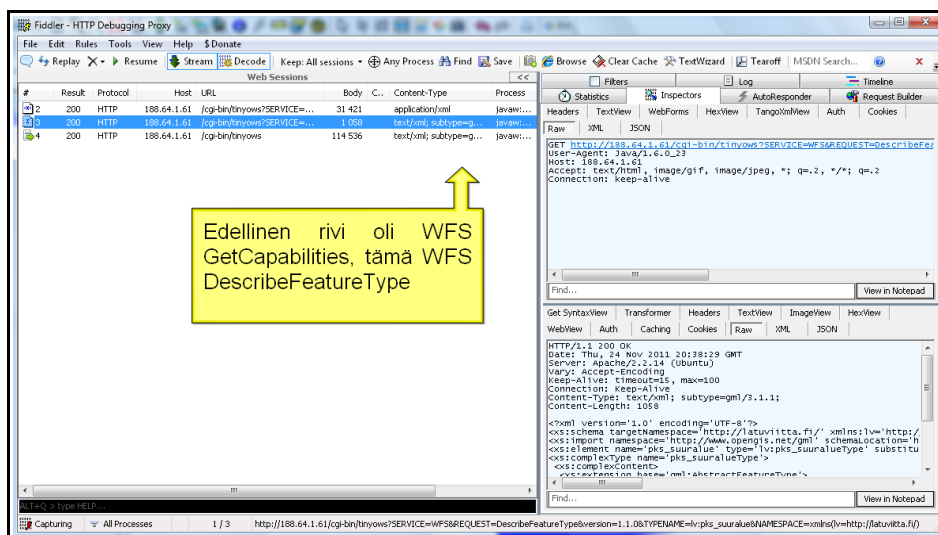 Fiddler - HTTP Debugging Proxy
File Edit Rules Tools View Help $ Donate
Replay X Resume Stream Decode Keep: All sessions Any Process Find Save Browse Clear Cache TextWizard Tearoff MSDN Search... x
Web Sessions <<
# Result Protocol Host URL Body C.. Content-Type Process
2 200 HTTP 188.64.1.61 /cgi-bin/tinyows?SERVICE=... 31 421 application/xml javaw:...
3 200 HTTP 188.64.1.61 /cgi-bin/tinyows?SERVICE=... 1 058 text/xml; subtype=g... javaw:...
4 200 HTTP 188.64.1.61 /cgi-bin/tinyows 114 536 text/xml; subtype=g... javaw:...
Edellinen rivi oli WFS
GetCapabilities, tämä WFS
DescribeFeatureType
ALT+Q > type HELP...
Filters Log Timeline
Statistics Inspectors AutoResponder Request Builder
Headers TextView WebForms HexView TangoXmlView Auth Cookies
Raw XML JSON
GET http://188.64.1.61/cgi-bin/tinyows?SERVICE=WFS&REQUEST=DescribeFea
User-Agent: Java/1.6.0_23
Host: 188.64.1.61
Accept: text/html, image/gif, image/jpeg, *; q=.2, */*; q=.2
Connection: keep-alive
Find... View in Notepad
Get SyntaxView Transformer Headers TextView ImageView HexView
WebView Auth Caching Cookies Raw XML JSON
HTTP/1.1 200 OK
Date: Thu, 24 Nov 2011 20:38:29 GMT
Server: Apache/2.2.14 (Ubuntu)
Vary: Accept-Encoding
Keep-Alive: timeout=15, max=100
Connection: Keep-Alive
Content-Type: text/xml; subtype=gml/3.1.1;
Content-Length: 1058
<?xml version='1.0' encoding='UTF-8'?>
<xs:schema targetNamespace='http://latuviitta.fi/' xmlns:lv='http:/
<xs:import namespace='http://www.opengis.net/gml' schemaLocation='h
<xs:element name='pks_suuralue' type='lv:pks_suuralueType' substitu
<xs:complexType name='pks_suuralueType'>
<xs:complexContent>
<xs:extension base='gml:AbstractFeatureType'>
Find... View in Notepad
Capturing All Processes 1 / 3 http://188.64.1.61/cgi-bin/tinyows?SERVICE=WFS&REQUEST=DescribeFeatureType&version=1.1.0&TYPENAME=lv:pks_suuralue&NAMESPACE=xmlns(lv=http://latuviitta.fi/)